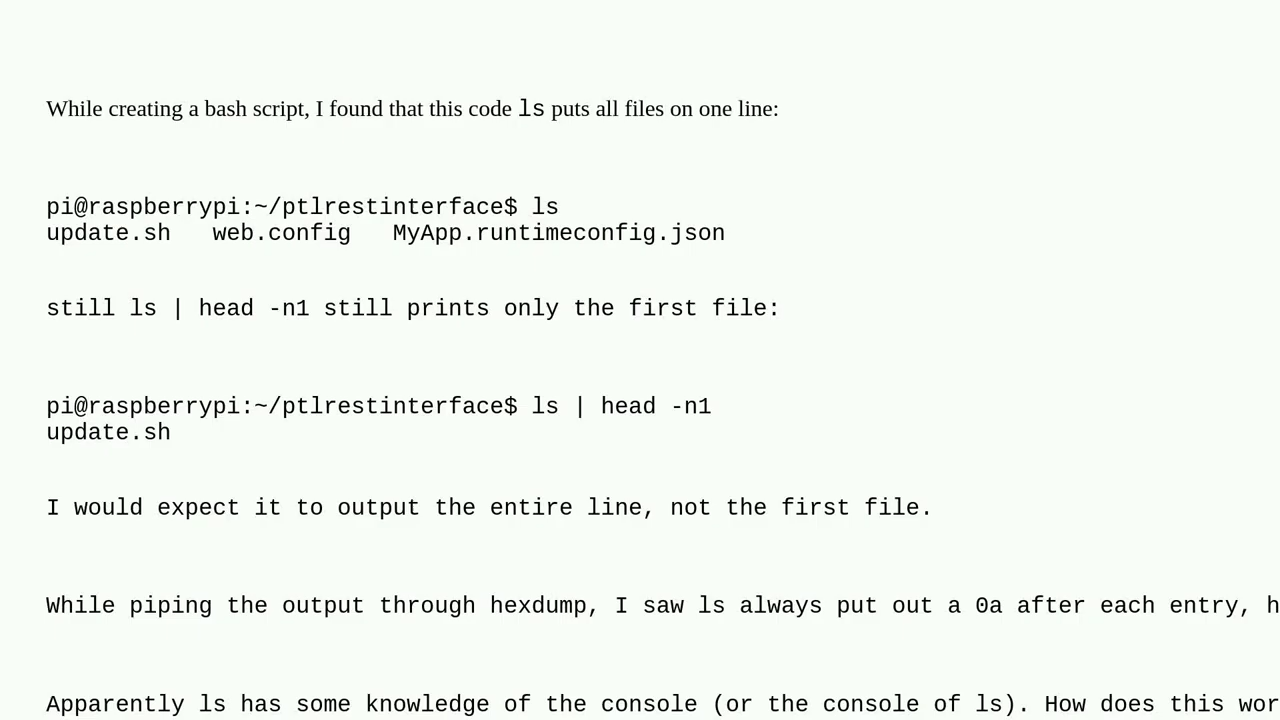 While creating a bash script, I found that this code ls puts all files on one line:
pi@raspberrypi:~/ptlrestinterface$ ls
update.sh   web.config   MyApp.runtimeconfig.json
still ls | head -n1 still prints only the first file:
pi@raspberrypi:~/ptlrestinterface$ ls | head -n1
update.sh
I would expect it to output the entire line, not the first file.
While piping the output through hexdump, I saw ls always put out a 0a after each entry,
Apparently ls has some knowledge of the console (or the console of ls). How does this